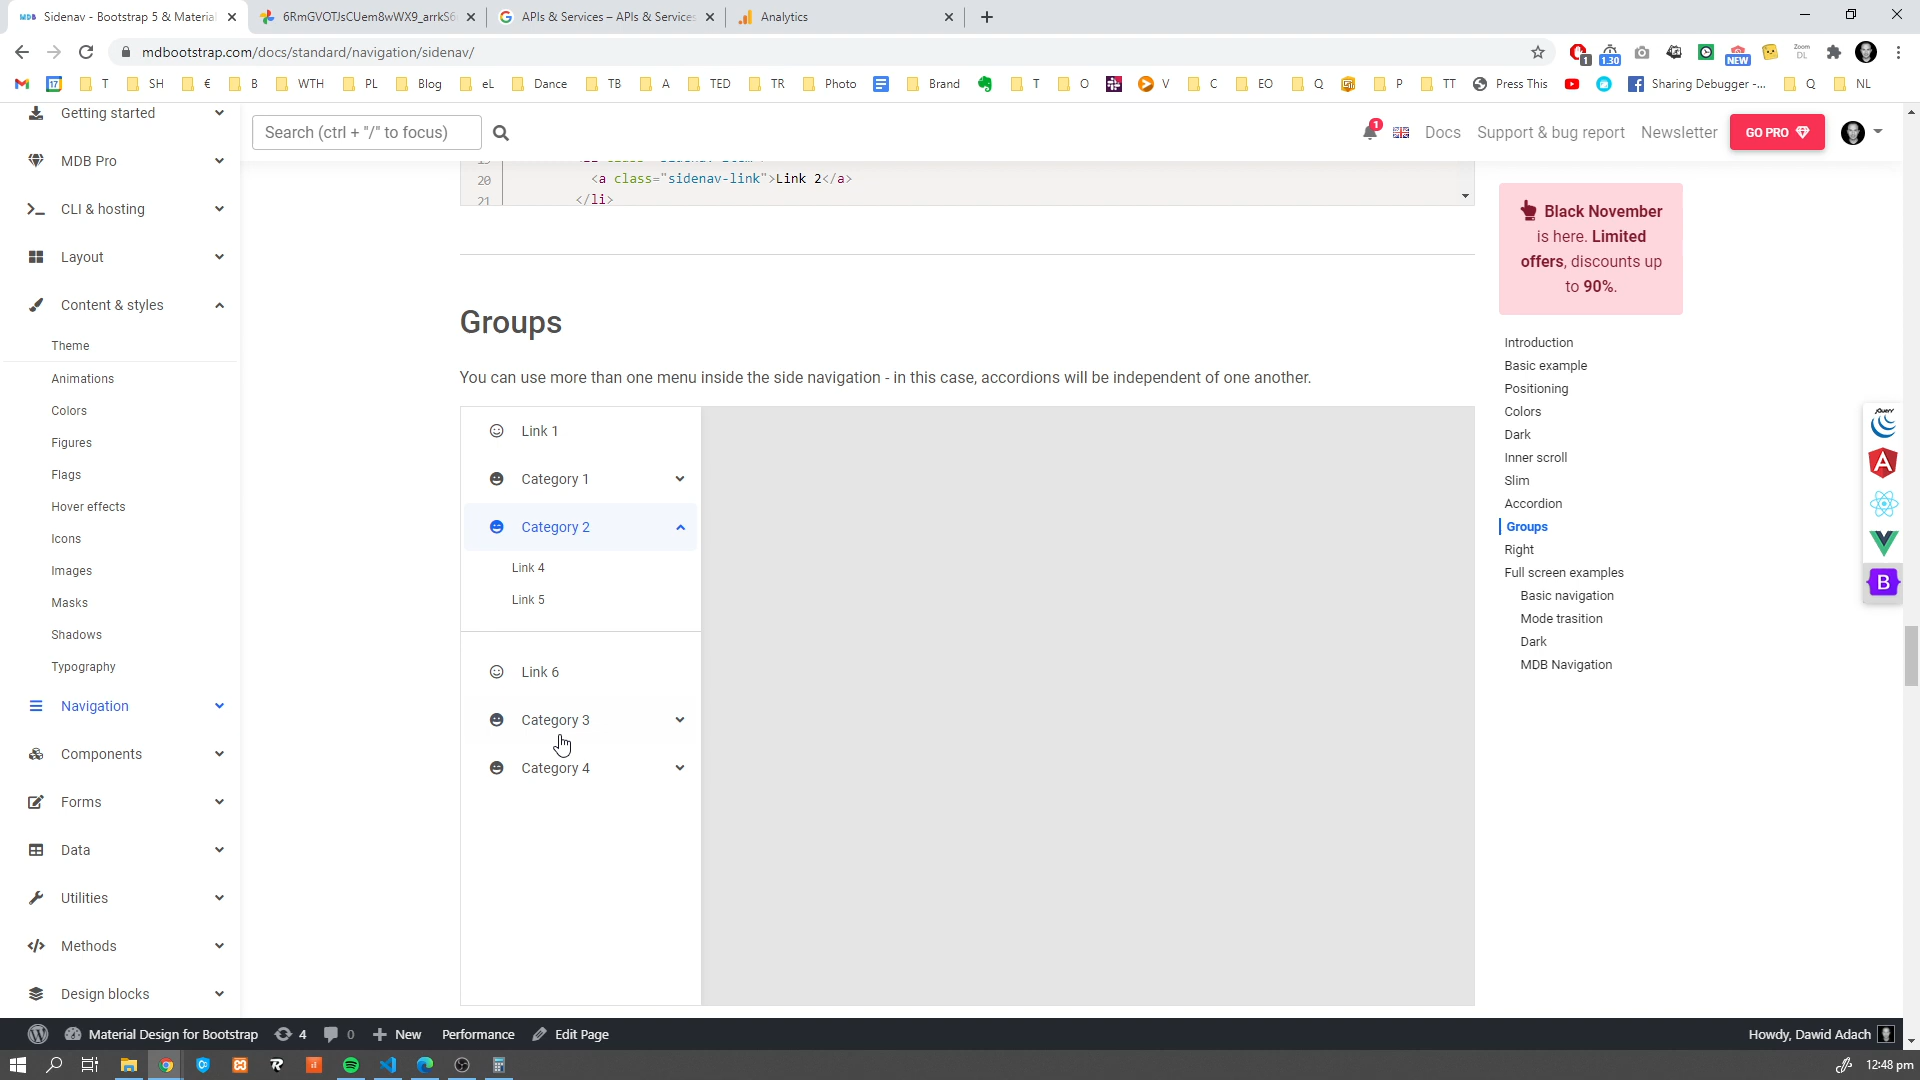 Sidenav - Bootstrap 5 & Material
6RmGVOTJsCUem8wWX9_arrkS6
APIs & Services – APIs & Services
Analytics
mdbootstrap.com/docs/standard/navigation/sidenav/
1
1.30
NEW
Zoom
DL
T
SH
€
B
WTH
PL
Blog
eL
Dance
TB
A
TED
TR
Photo
Brand
T
O
V
C
EO
Q
P
TT
Press This
Sharing Debugger -...
Q
NL
Getting started
MDB Pro
CLI & hosting
Layout
Content & styles
Theme
Animations
Colors
Figures
Flags
Hover effects
Icons
Images
Masks
Shadows
Typography
Navigation
Components
Forms
Data
Utilities
Methods
Design blocks
Search (ctrl + "/" to focus)
1
Docs
Support & bug report
Newsletter
GO PRO
20 <a class="sidenav-link">Link 2</a>
21 </li>
Groups
You can use more than one menu inside the side navigation - in this case, accordions will be independent of one another.
Link 1
Category 1
Category 2
Link 4
Link 5
Link 6
Category 3
Category 4
Black November
is here. Limited
offers, discounts up
to 90%.
Introduction
Basic example
Positioning
Colors
Dark
Inner scroll
Slim
Accordion
Groups
Right
Full screen examples
Basic navigation
Mode trasition
Dark
MDB Navigation
jQuery
A
B
Material Design for Bootstrap
4
0
New
Performance
Edit Page
Howdy, Dawid Adach
12:48 pm